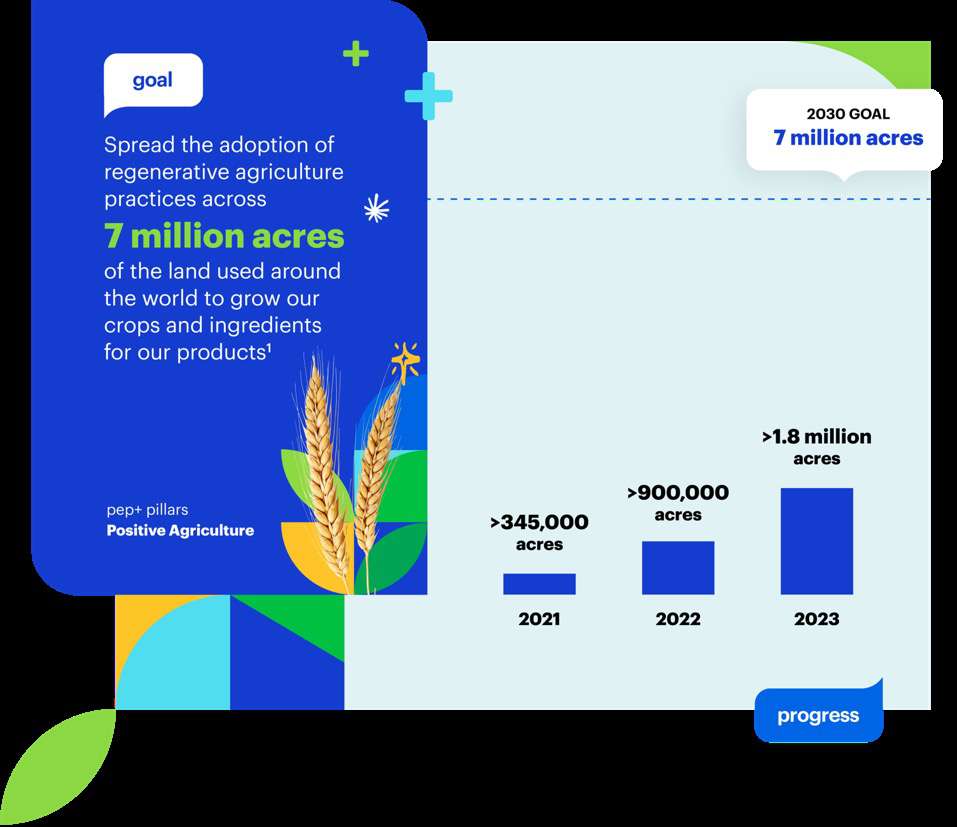 goal
Spread the adoption of
regenerative agriculture
practices across
7 million acres
of the land used around
the world to grow our
crops and ingredients
for our products¹
pep+ pillars
Positive Agriculture
2030 GOAL
7 million acres
>1.8 million
acres
>900,000
acres
>345,000
acres
2021 2022 2023
progress